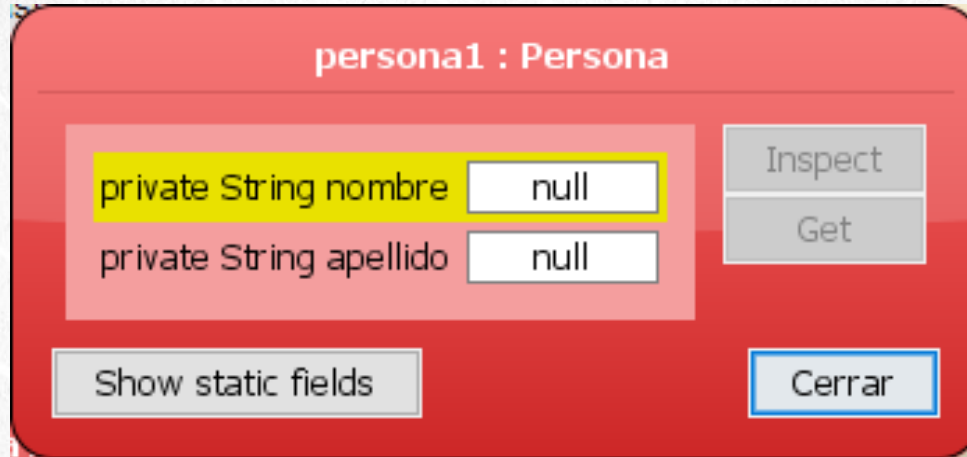 persona1 : Persona
private String nombre null
Inspect
private String apellido null
Get
Show static fields
Cerrar